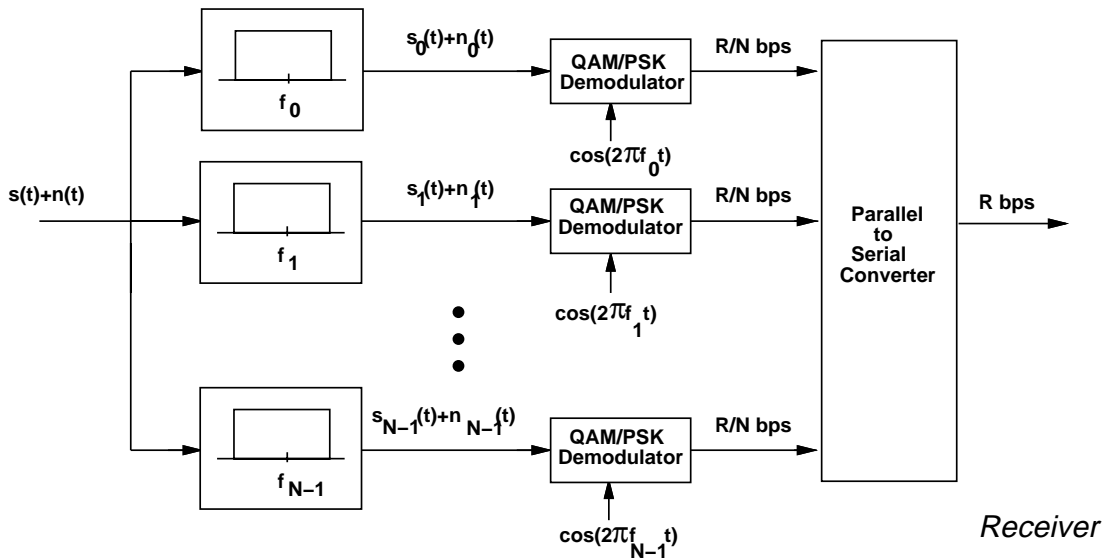 s(t)+n(t)
f0
s0(t)+n0(t)
QAM/PSK
Demodulator
cos(2πf0t)
R/N bps
f1
s1(t)+n1(t)
QAM/PSK
Demodulator
cos(2πf1t)
R/N bps
fN−1
sN−1(t)+nN−1(t)
QAM/PSK
Demodulator
cos(2πfN−1t)
R/N bps
Parallel
to
Serial
Converter
R bps
Receiver